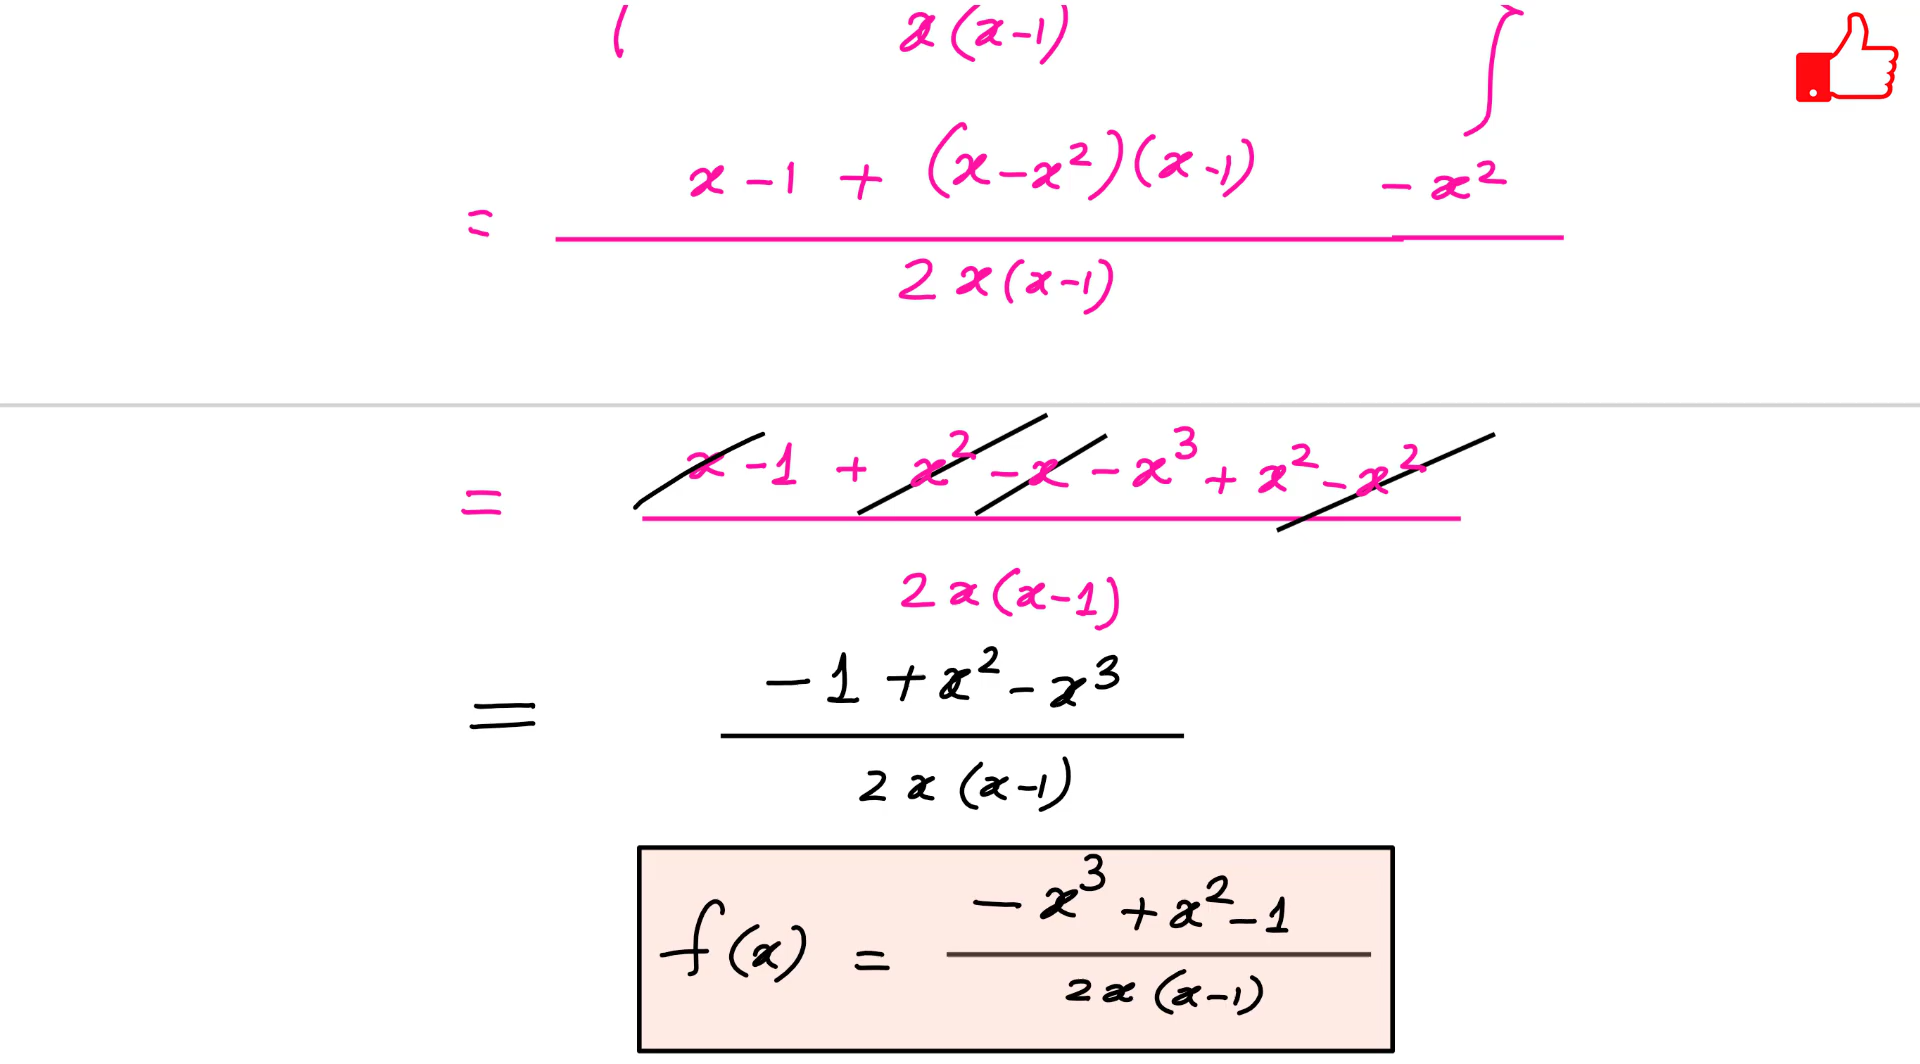 x(x-1)
= x-1 + (x-x²)(x-1) - x²
2x(x-1)
= x-1 + x² - x - x³ + x² - x²
2x(x-1)
= -1 + x² - x³
2x(x-1)
f(x) = -x³ + x² - 1
2x(x-1)